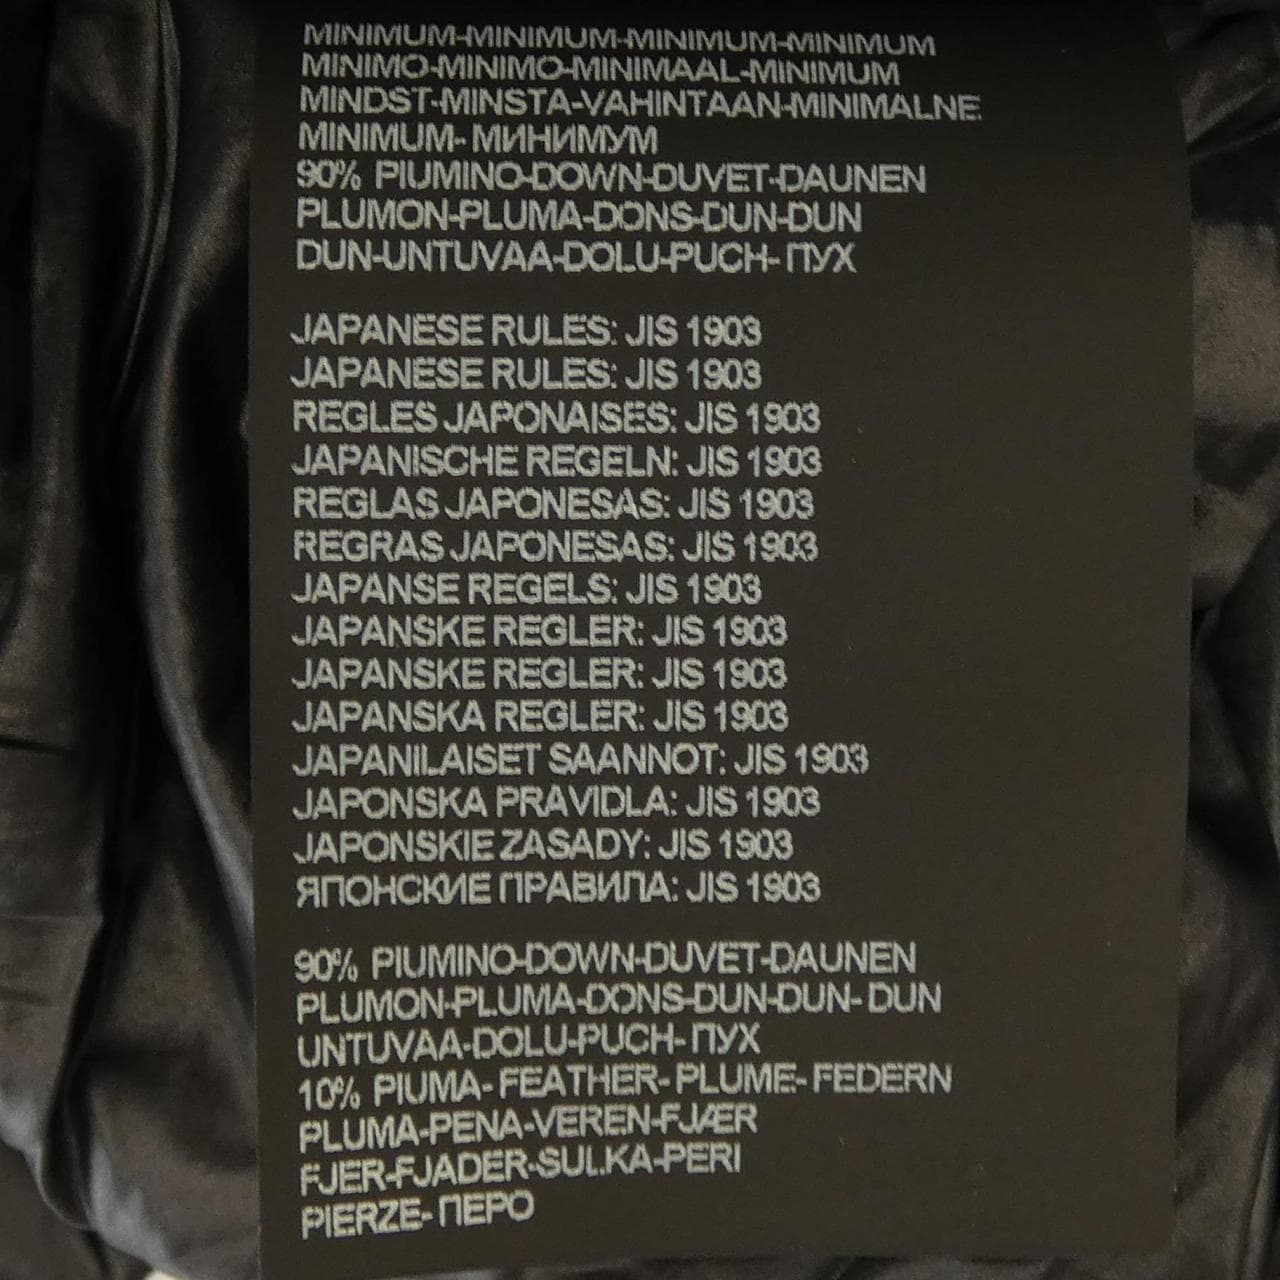 MINIMUM-MINIMUM-MINIMUM-MINIMUM
MINIMO-MINIMO-MINIMAAL-MINIMUM
MINDST-MINSTA-VAHINTAAN-MINIMALNE
MINIMUM- МИНИМУМ
90% PIUMINO-DOWN-DUVET-DAUNEN
PLUMON-PLUMA-DONS-DUN-DUN
DUN-UNTUVAA-DOLU-PUCH- ПУХ
JAPANESE RULES: JIS 1903
JAPANESE RULES: JIS 1903
REGLES JAPONAISES: JIS 1903
JAPANISCHE REGELN: JIS 1903
REGLAS JAPONESAS: JIS 1903
REGRAS JAPONESAS: JIS 1903
JAPANSE REGELS: JIS 1903
JAPANSKE REGLER: JIS 1903
JAPANSKE REGLER: JIS 1903
JAPANSKA REGLER: JIS 1903
JAPANILAISET SAANNOT: JIS 1903
JAPONSKA PRAVIDLA: JIS 1903
JAPONSKIE ZASADY: JIS 1903
ЯПОНСКИЕ ПРАВИЛА: JIS 1903
90% PIUMINO-DOWN-DUVET-DAUNEN
PLUMON-PLUMA-DONS-DUN-DUN- DUN
UNTUVAA-DOLU-PUCH- ПУХ
10% PIUMA- FEATHER- PLUME- FEDERN
PLUMA-PENA-VEREN-FJÆR
FJER-FJADER-SULKA-PERI
PIERZE- ПЕРО